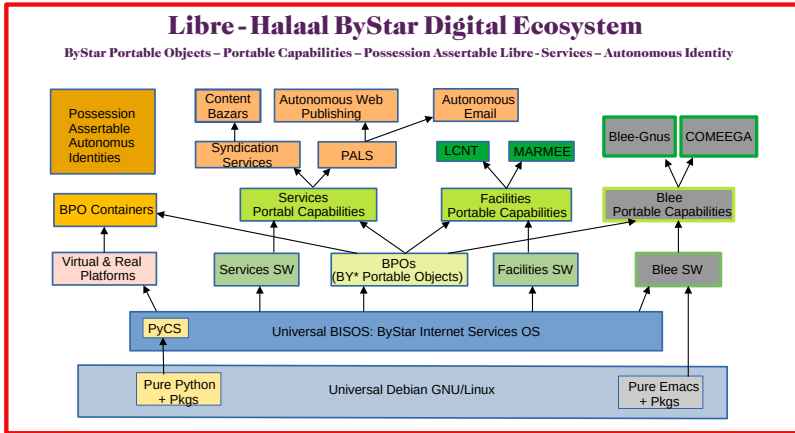 Libre-Halaal ByStar Digital Ecosystem
ByStar Portable Objects – Portable Capabilities – Possession Assertable Libre-Services – Autonomous Identity
Possession
Assertable
Autonomus
Identities
Content
Bazars
Autonomous Web
Publishing
Autonomous
Email
Syndication
Services
PALS
LCNT
MARMEE
Blee-Gnus
COMEEGA
BPO Containers
Services
Portabl Capabilities
Facilities
Portable Capabilities
Blee
Portable Capabilities
Virtual & Real
Platforms
Services SW
BPOs
(BY* Portable Objects)
Facilities SW
Blee SW
PyCS
Universal BISOS: ByStar Internet Services OS
Pure Python
+ Pkgs
Universal Debian GNU/Linux
Pure Emacs
+ Pkgs